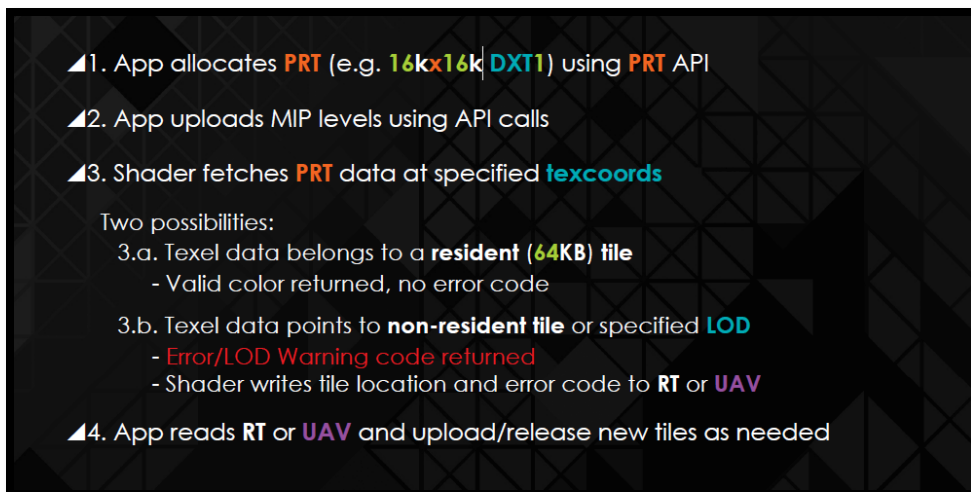 1. App allocates PRT (e.g. 16kx16k DXT1) using PRT API
2. App uploads MIP levels using API calls
3. Shader fetches PRT data at specified texcoords
Two possibilities:
3.a. Texel data belongs to a resident (64KB) tile
- Valid color returned, no error code
3.b. Texel data points to non-resident tile or specified LOD
- Error/LOD Warning code returned
- Shader writes tile location and error code to RT or UAV
4. App reads RT or UAV and upload/release new tiles as needed